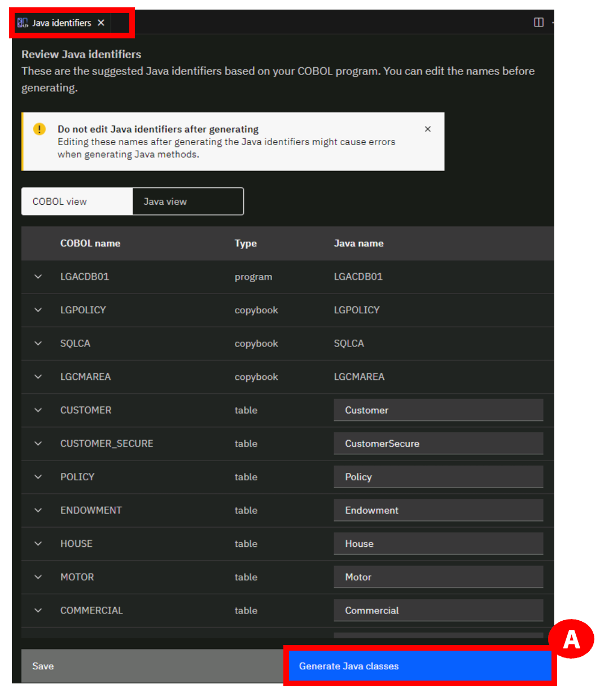 Java identifiers
Review Java identifiers
These are the suggested Java identifiers based on your COBOL program. You can edit the names before
generating.
Do not edit Java identifiers after generating
Editing these names after generating the Java identifiers might cause errors
when generating Java methods.
COBOL view Java view
COBOL name Type Java name
LGACDB01 program LGACDB01
LGPOLICY copybook LGPOLICY
SQLCA copybook SQLCA
LGCMAREA copybook LGCMAREA
CUSTOMER table Customer
CUSTOMER_SECURE table CustomerSecure
POLICY table Policy
ENDOWMENT table Endowment
HOUSE table House
MOTOR table Motor
COMMERCIAL table Commercial
A
Save Generate Java classes